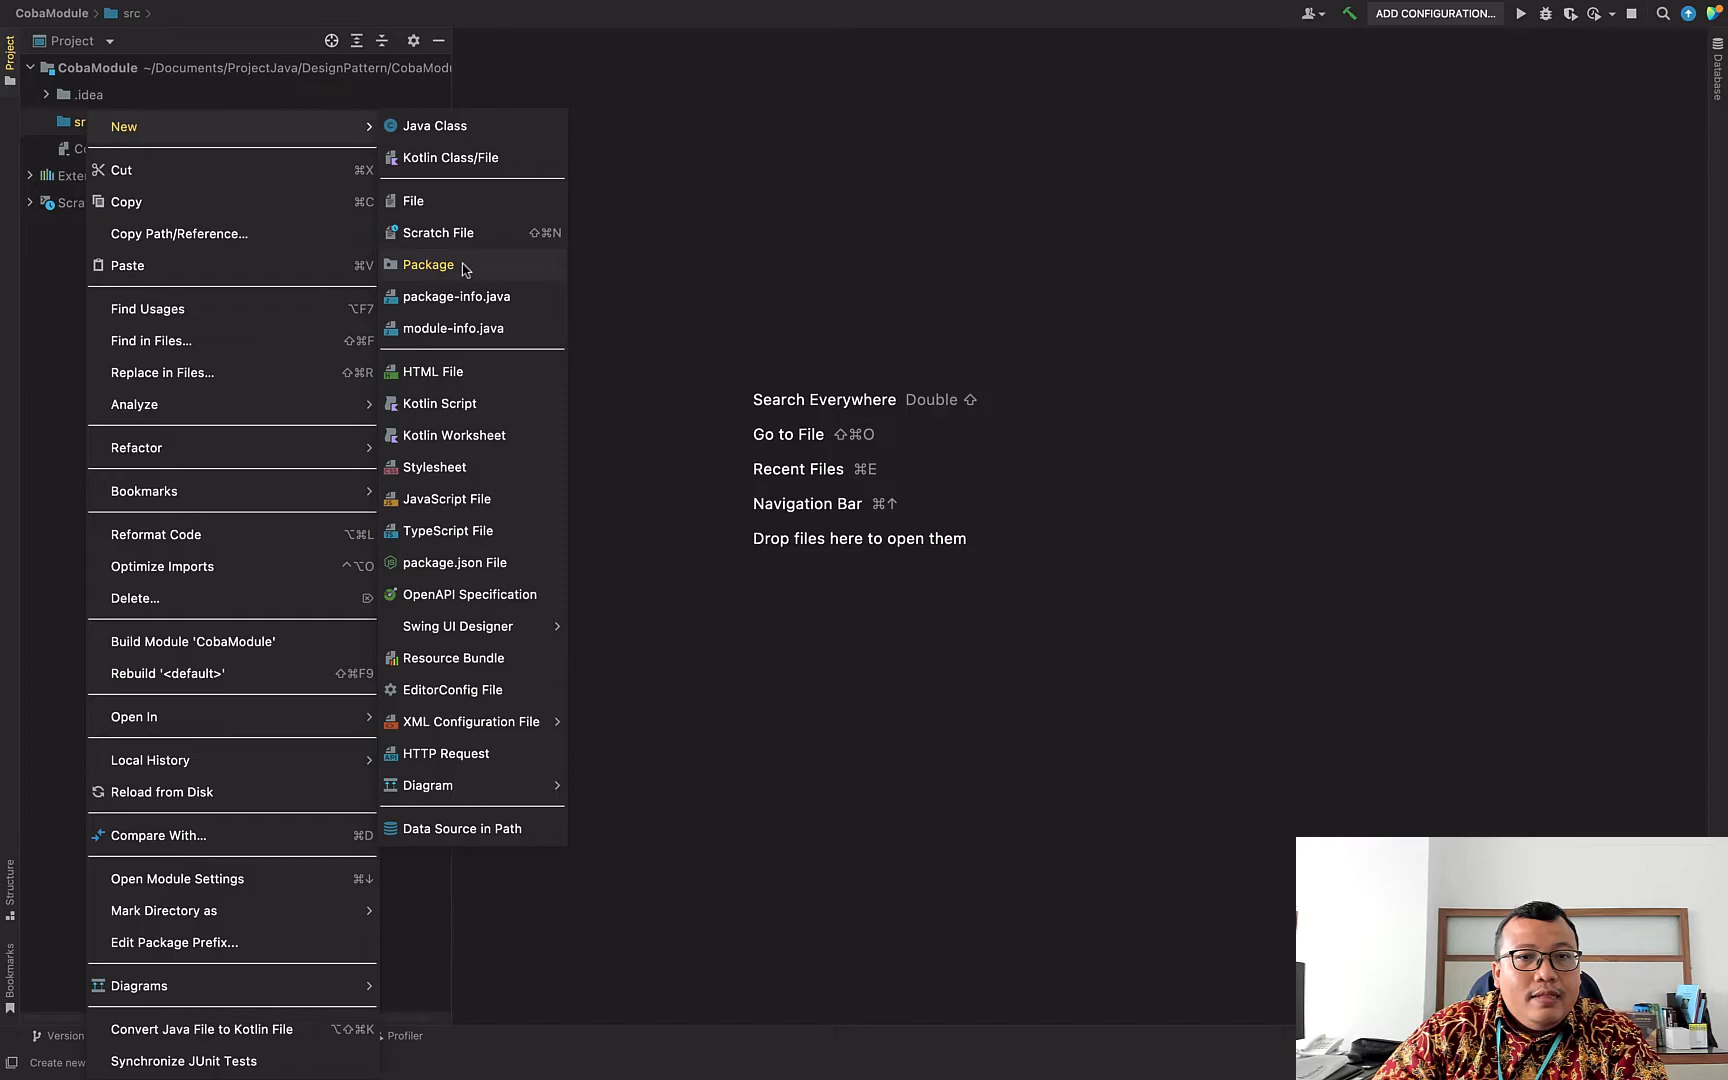 CobaModule
src
ADD CONFIGURATION...
Project
Project
CobaModule ~/Documents/ProjectJava/DesignPattern/CobaModu
.idea
sr
Co
Exte
Scra
New
Cut ⌘X
Copy ⌘C
Copy Path/Reference...
Paste ⌘V
Find Usages ⌥F7
Find in Files... ⇧⌘F
Replace in Files... ⇧⌘R
Analyze
Refactor
Bookmarks
Reformat Code ⌥⌘L
Optimize Imports ^⌥O
Delete... ⌦
Build Module 'CobaModule'
Rebuild '<default>' ⇧⌘F9
Open In
Local History
Reload from Disk
Compare With... ⌘D
Open Module Settings ⌘↓
Mark Directory as
Edit Package Prefix...
Diagrams
Convert Java File to Kotlin File ⌥⇧⌘K
Synchronize JUnit Tests
Java Class
Kotlin Class/File
File
Scratch File ⇧⌘N
Package
package-info.java
module-info.java
HTML File
Kotlin Script
Kotlin Worksheet
Stylesheet
JavaScript File
TypeScript File
package.json File
OpenAPI Specification
Swing UI Designer
Resource Bundle
EditorConfig File
XML Configuration File
HTTP Request
Diagram
Data Source in Path
Search Everywhere Double ⇧
Go to File ⇧⌘O
Recent Files ⌘E
Navigation Bar ⌘↑
Drop files here to open them
Database
Structure
Bookmarks
Version
Profiler
Create new